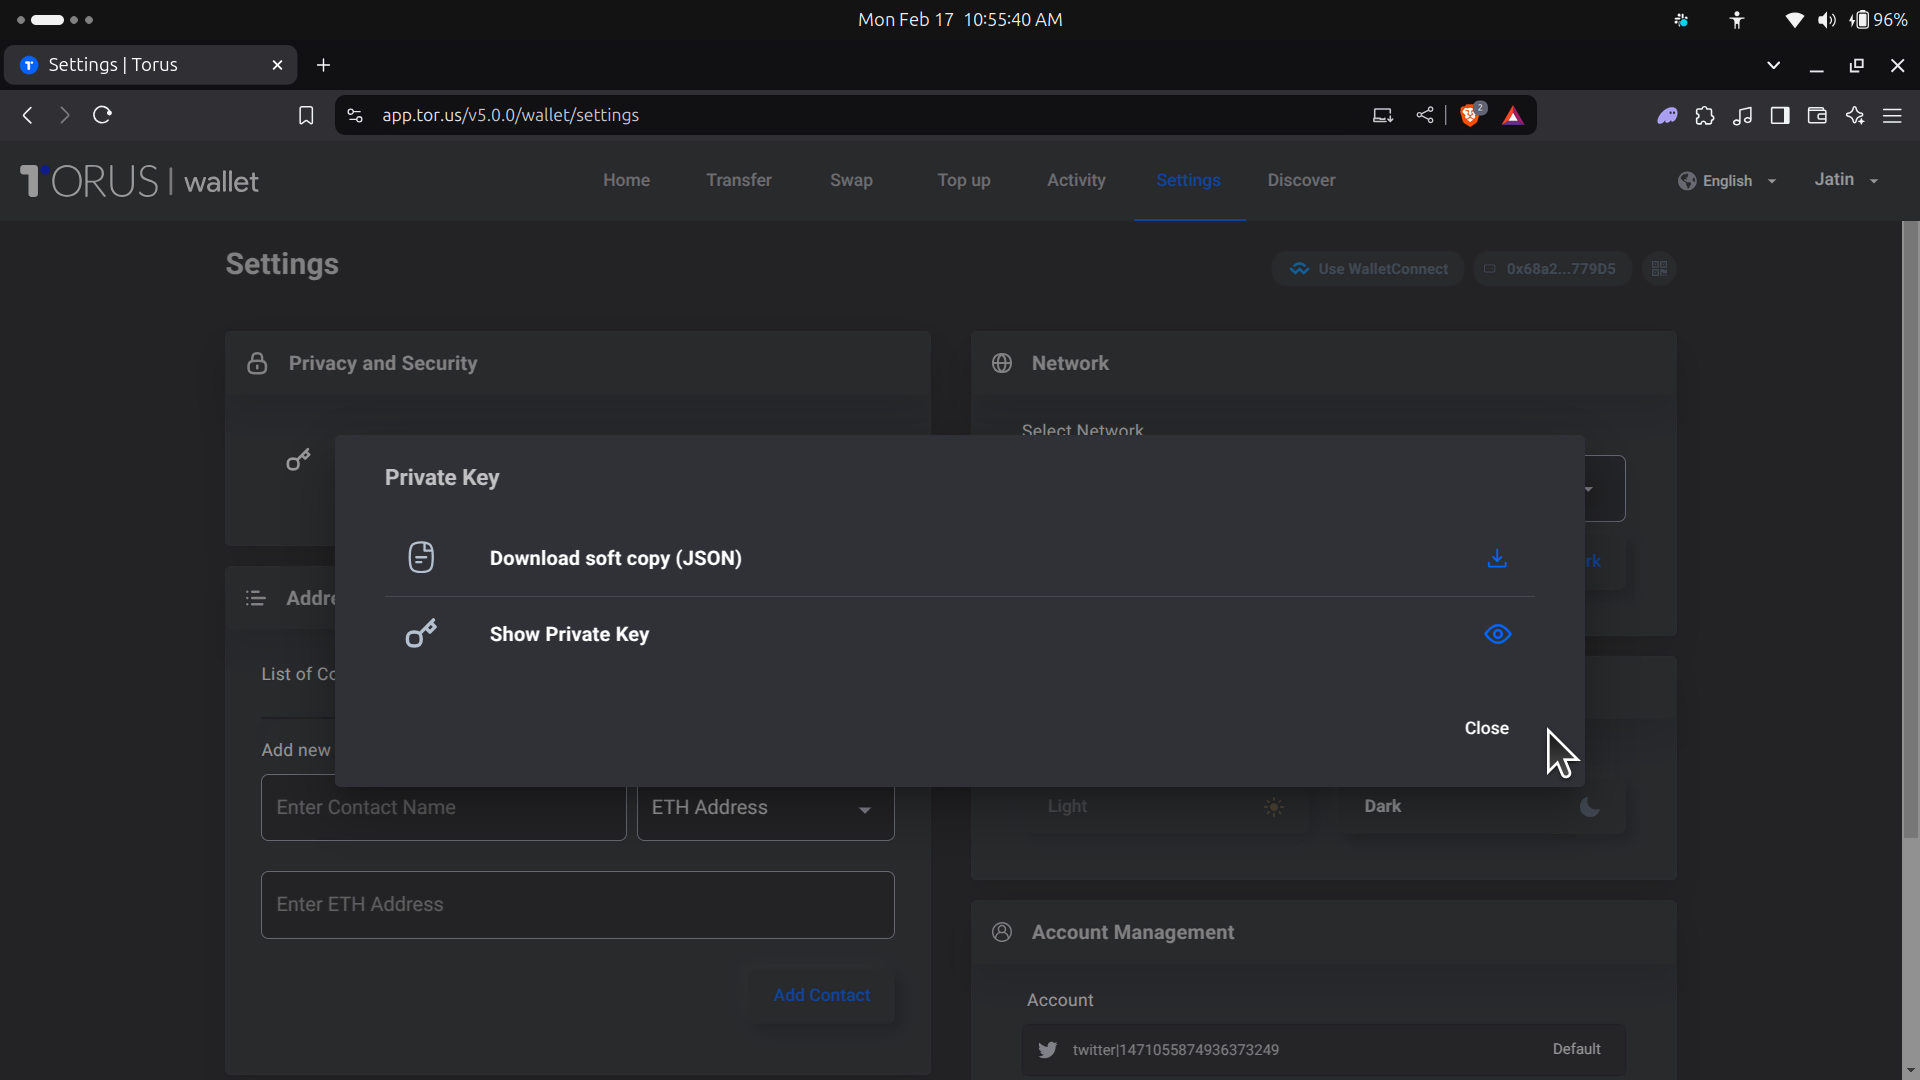 Mon Feb 17 10:55:40 AM
96%
Settings | Torus
app.tor.us/v5.0.0/wallet/settings
2
TORUS | wallet
Home
Transfer
Swap
Top up
Activity
Settings
Discover
English
Jatin
Settings
Use WalletConnect
0x68a2...779D5
Privacy and Security
Network
Select Network
Private Key
Download soft copy (JSON)
rk
Addre
Show Private Key
List of Co
Close
Add new
Enter Contact Name
ETH Address
Light
Dark
Enter ETH Address
Account Management
Add Contact
Account
twitter|1471055874936373249
Default